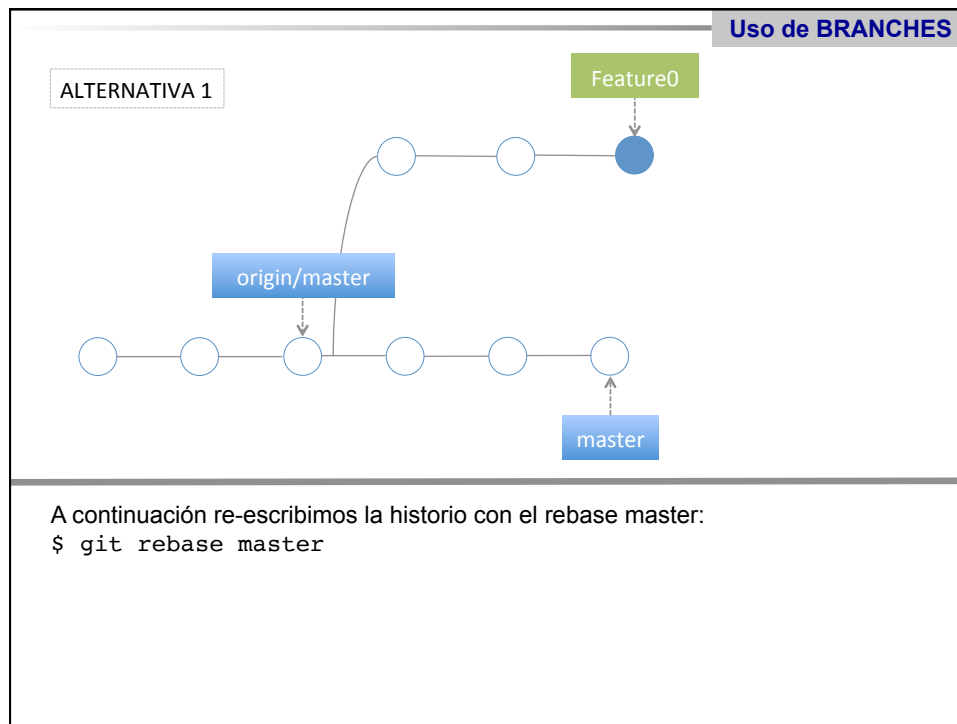 Uso de BRANCHES
ALTERNATIVA 1
Feature0
origin/master
master
A continuación re-escribimos la historio con el rebase master:
$ git rebase master